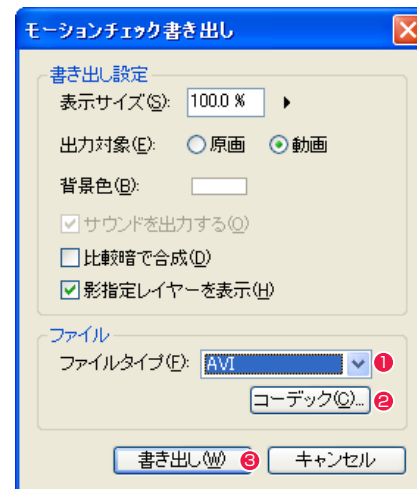 モーションチェック書き出し
書き出し設定
表示サイズ(S): 100.0 %
出力対象(E): 原画 動画
背景色(B):
サウンドを出力する(O)
比較暗で合成(D)
影指定レイヤーを表示(H)
ファイル
ファイルタイプ(F): AVI 1
コーデック(C)... 2
書き出し(W) 3 キャンセル